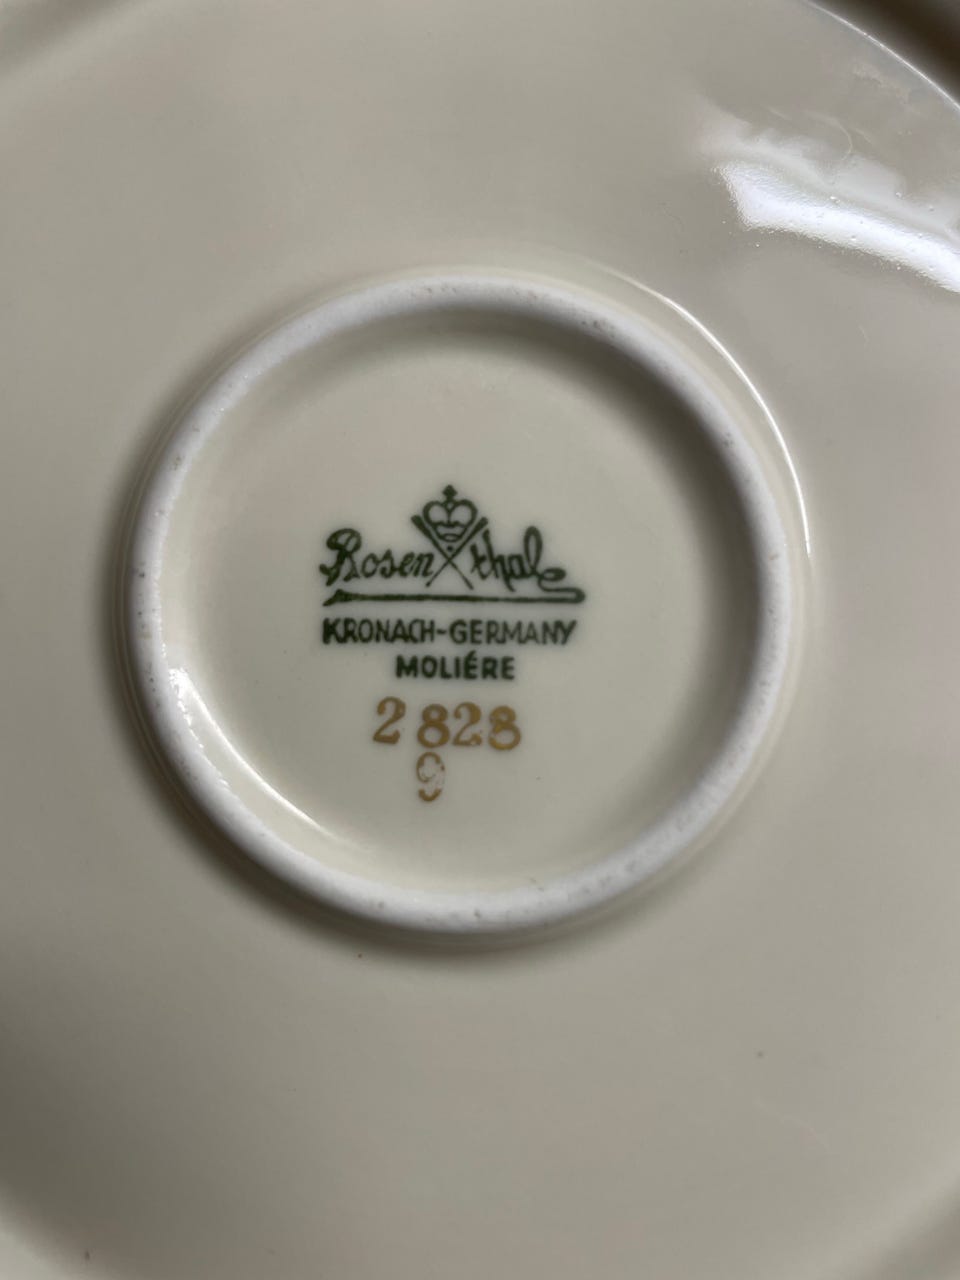 Rosenthal
KRONACH-GERMANY
MOLIÉRE
2828
9